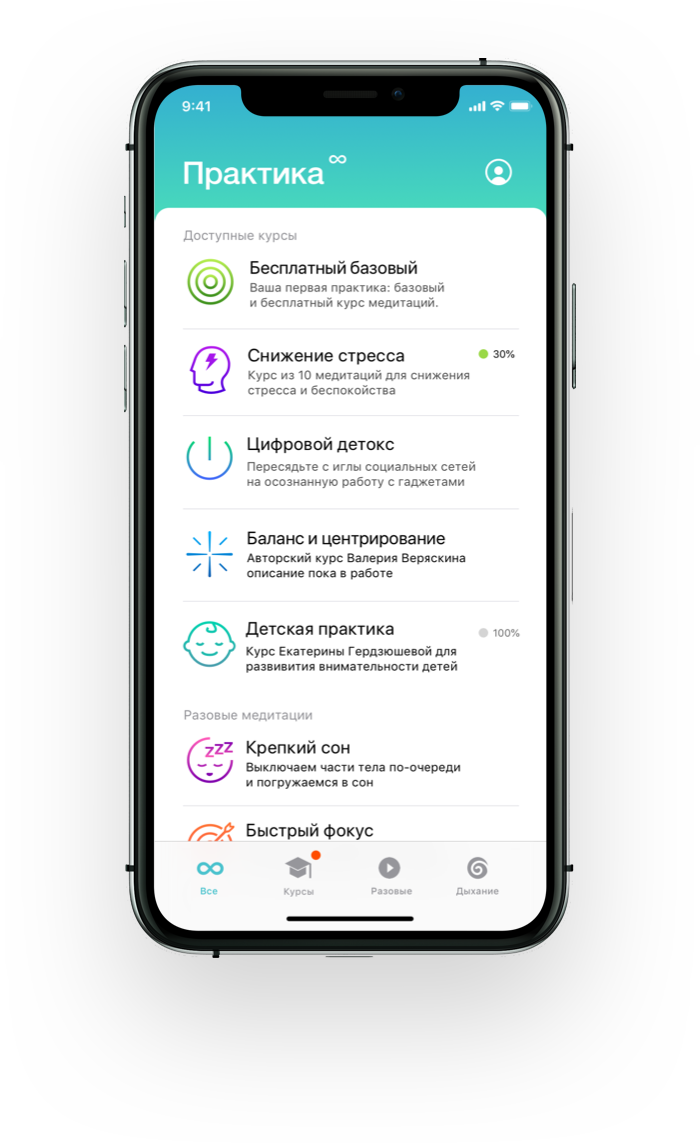 9:41
Практика∞
Доступные курсы
Бесплатный базовый
Ваша первая практика: базовый
и бесплатный курс медитаций.
Снижение стресса
30%
Курс из 10 медитаций для снижения
стресса и беспокойства
Цифровой детокс
Пересядьте с иглы социальных сетей
на осознанную работу с гаджетами
Баланс и центрирование
Авторский курс Валерия Веряскина
описание пока в работе
Детская практика
100%
Курс Екатерины Гердзюшевой для
развивития внимательности детей
Разовые медитации
zzz
Крепкий сон
Выключаем части тела по-очереди
и погружаемся в сон
Быстрый фокус
Все
Курсы
Разовые
Дыхание